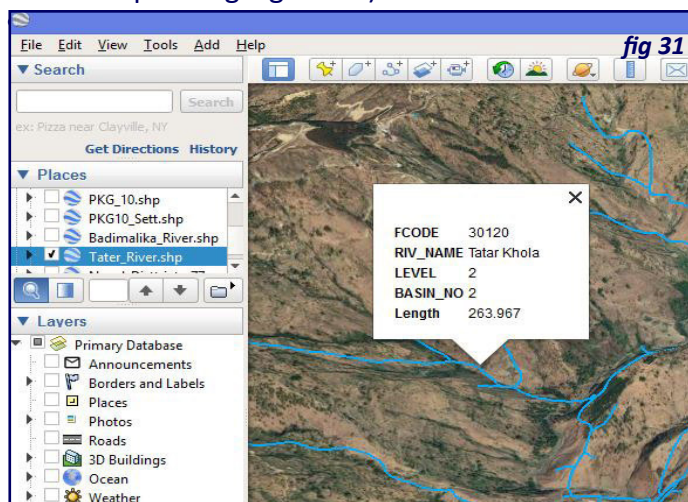 fig 31
File Edit View Tools Add Help
Search
Search
ex: Pizza near Clayville, NY
Get Directions History
Places
PKG_10.shp
PKG10_Sett.shp
Badimalika_River.shp
Tater_River.shp
Layers
Primary Database
Announcements
Borders and Labels
Places
Photos
Roads
3D Buildings
Ocean
Weather
FCODE 30120
RIV_NAME Tatar Khola
LEVEL 2
BASIN_NO 2
Length 263.967